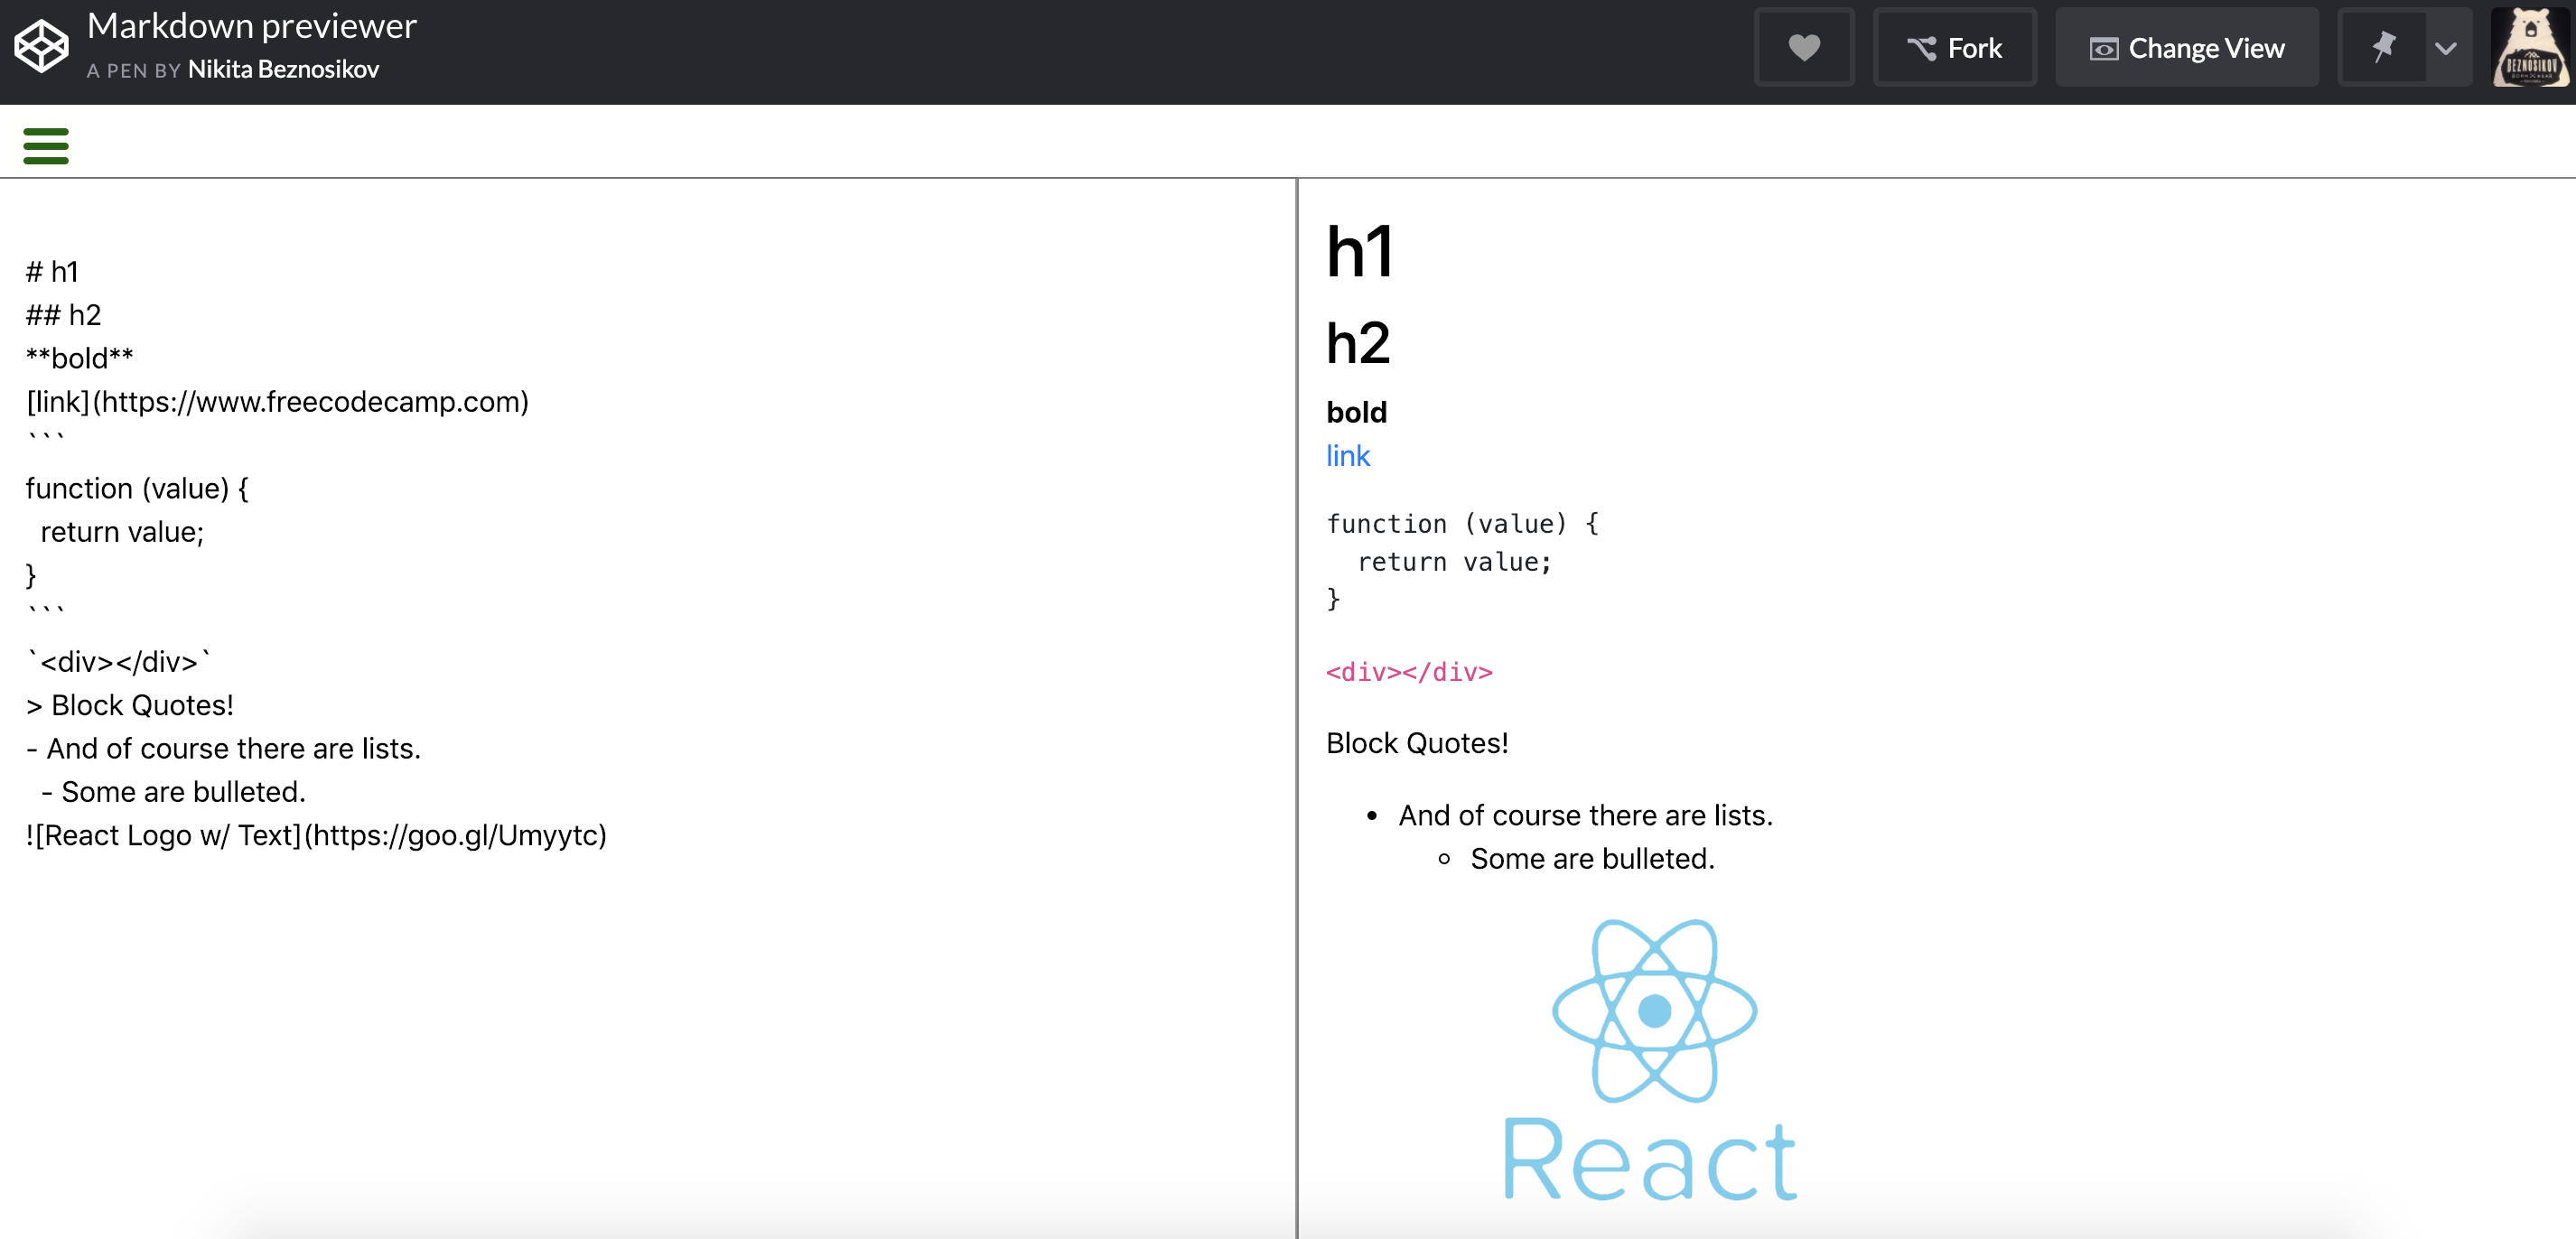 Markdown previewer
A PEN BY Nikita Beznosikov
Fork
Change View
BEZNOSIKOV
# h1
## h2
**bold**
[link](https://www.freecodecamp.com)
```
function (value) {
  return value;
}
```
`<div></div>`
> Block Quotes!
- And of course there are lists.
  - Some are bulleted.
![React Logo w/ Text](https://goo.gl/Umyytc)
h1
h2
bold
link
function (value) {
  return value;
}
<div></div>
Block Quotes!
• And of course there are lists.
◦ Some are bulleted.
React